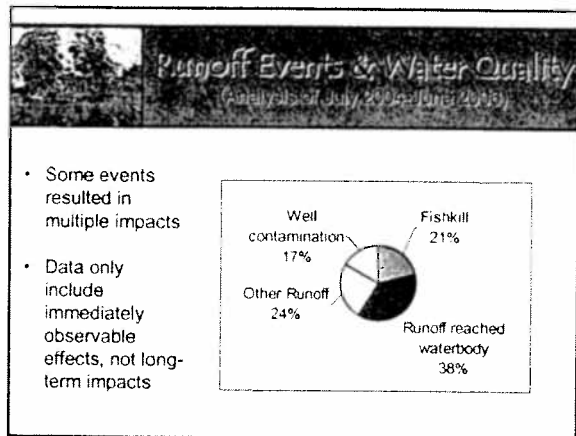 Runoff Events & Water Quality
(Analysis of July 2004-June 2006)
• Some events
resulted in
multiple impacts
• Data only
include
immediately
observable
effects, not long-
term impacts
Well
contamination
17%
Fishkill
21%
Other Runoff
24%
Runoff reached
waterbody
38%